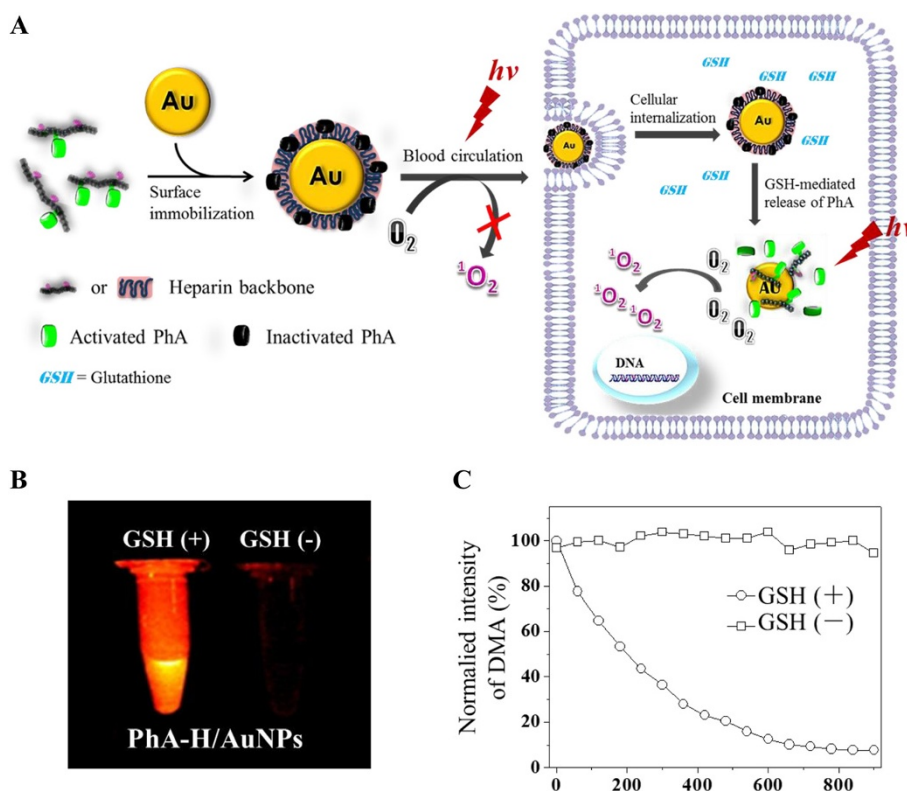 A
Au
Surface
immobilization
Au
hv
Blood circulation
O2
1O2
Au
Cellular
internalization
GSH
GSH
GSH
Au
GSH
GSH
GSH
GSH-mediated
release of PhA
hv
O2
AU
O2
O2
1O2
1O2
1O2
DNA
Cell membrane
or Heparin backbone
Activated PhA Inactivated PhA
GSH = Glutathione
B
GSH (+) GSH (-)
PhA-H/AuNPs
C
Normalied intensity
of DMA (%)
100
80
60
40
20
0
GSH (+)
GSH (−)
0 200 400 600 800